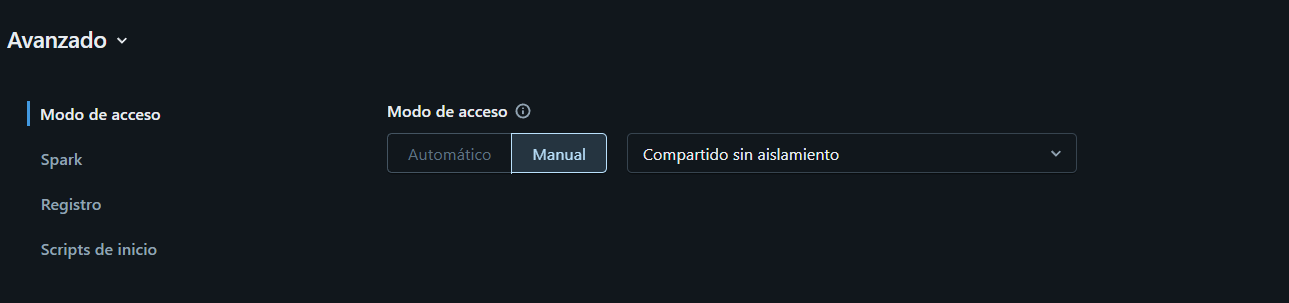 Avanzado
Modo de acceso
Spark
Registro
Scripts de inicio
Modo de acceso
Automático
Manual
Compartido sin aislamiento